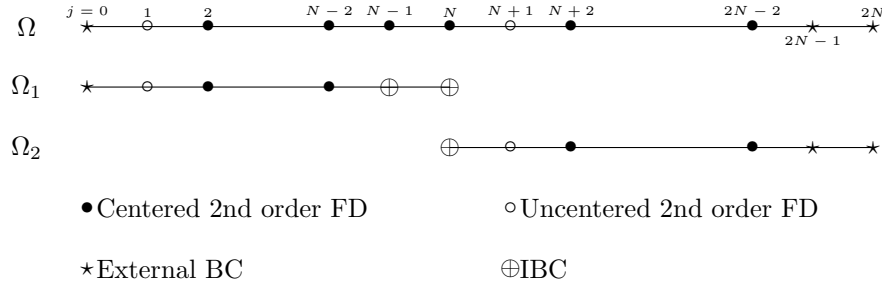 j = 0 1 2 N − 2 N − 1 N N + 1 N + 2 2N − 2 2N
Ω
2N − 1
Ω1
Ω2
Centered 2nd order FD Uncentered 2nd order FD
External BC IBC